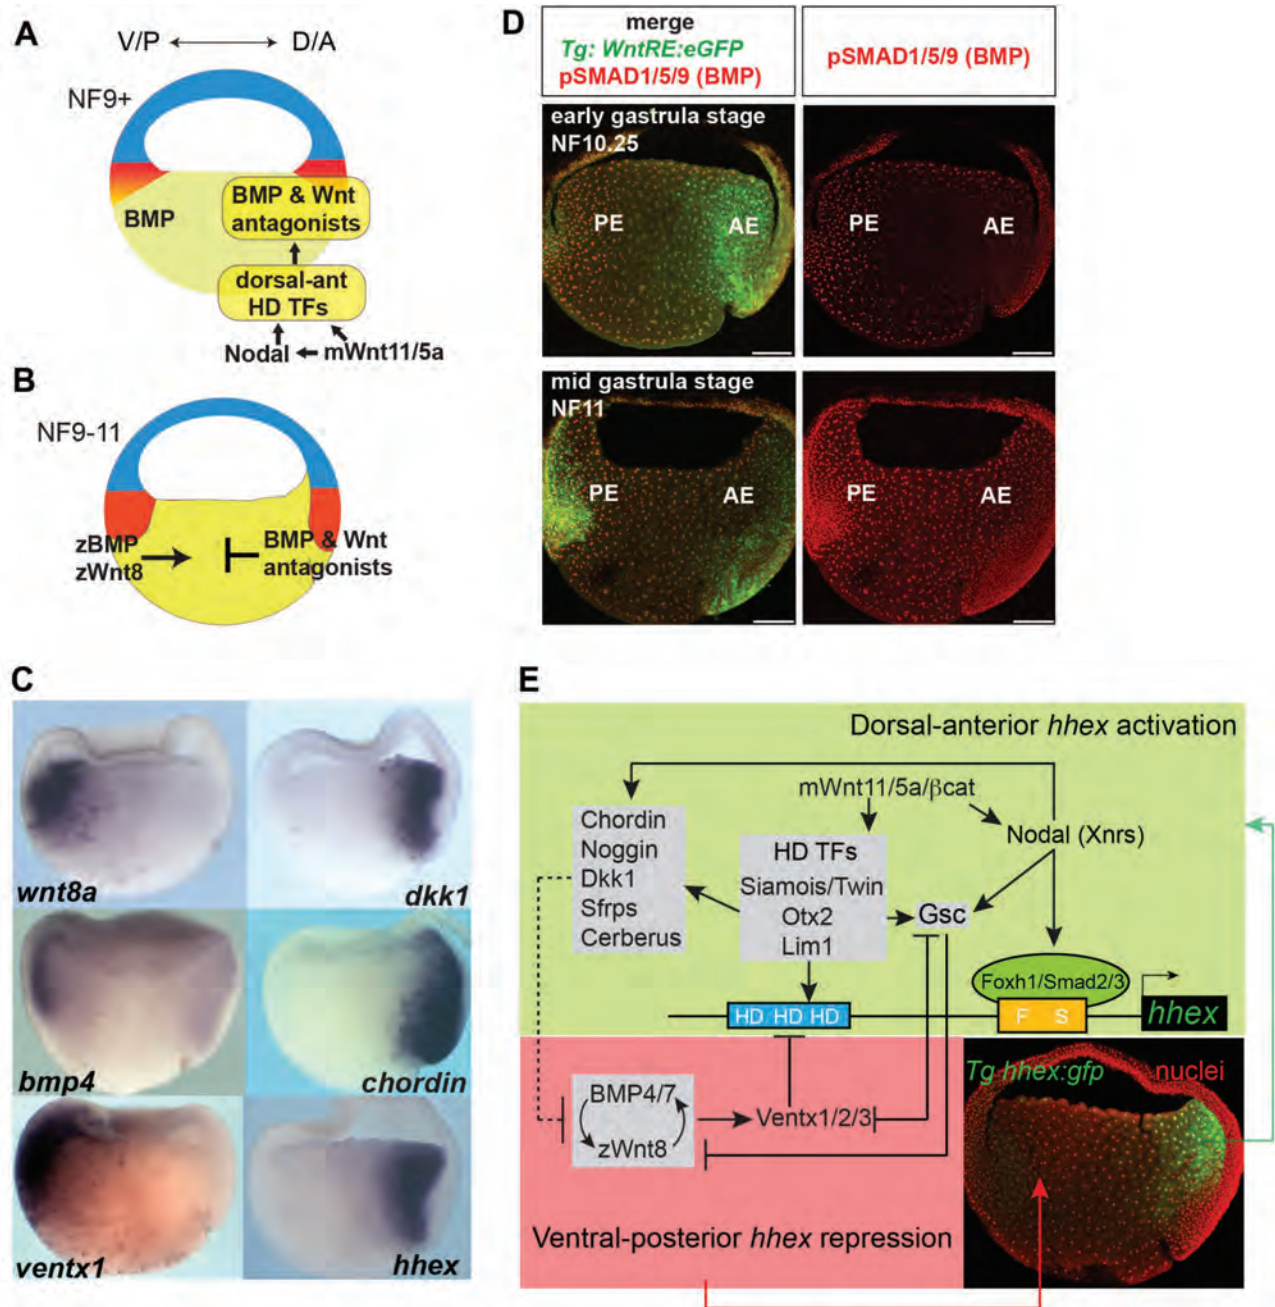 A
V/P
D/A
NF9+
BMP
BMP & Wnt
antagonists
dorsal-ant
HD TFs
Nodal
mWnt11/5a
B
NF9-11
zBMP
zWnt8
BMP & Wnt
antagonists
C
wnt8a
dkk1
bmp4
chordin
ventx1
hhex
D
merge
Tg: WntRE:eGFP
pSMAD1/5/9 (BMP)
pSMAD1/5/9 (BMP)
early gastrula stage
NF10.25
PE
AE
PE
AE
mid gastrula stage
NF11
PE
AE
PE
AE
E
Dorsal-anterior hhex activation
mWnt11/5a/βcat
Nodal (Xnrs)
Chordin
Noggin
Dkk1
Sfrps
Cerberus
HD TFs
Siamois/Twin
Otx2
Lim1
Gsc
Foxh1/Smad2/3
HD HD HD
F S
hhex
BMP4/7
zWnt8
Ventx1/2/3
Ventral-posterior hhex repression
Tg hhex:gfp
nuclei